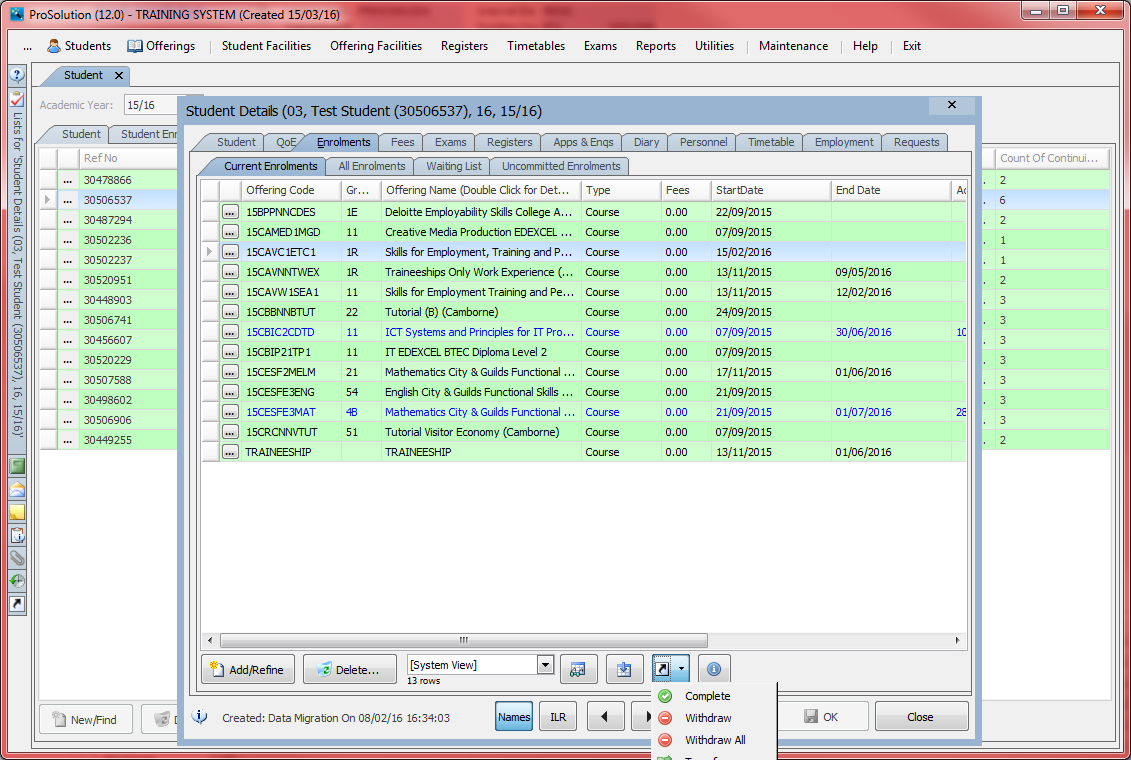 ProSolution (12.0) - TRAINING SYSTEM (Created 15/03/16)
... Students Offerings Student Facilities Offering Facilities Registers Timetables Exams Reports Utilities Maintenance Help Exit
Student
Academic Year: 15/16
Student Student Enr
Ref No Count Of Continui...
... 30478866 2
... 30506537 6
... 30487294 2
... 30502236 1
... 30502237 1
... 30520951 2
... 30448903 3
... 30506741 3
... 30456607 3
... 30520229 3
... 30507588 3
... 30498602 3
... 30506906 3
... 30449255 2
Lists for 'Student Details (03, Test Student (30506537), 16, 15/16)'
New/Find
Student Details (03, Test Student (30506537), 16, 15/16)
Student QoE Enrolments Fees Exams Registers Apps & Enqs Diary Personnel Timetable Employment Requests
Current Enrolments All Enrolments Waiting List Uncommitted Enrolments
Offering Code Gr... Offering Name (Double Click for Det... Type Fees StartDate End Date Ac
... 15BPPNNCDES 1E Deloitte Employability Skills College A... Course 0.00 22/09/2015
... 15CAMED1MGD 11 Creative Media Production EDEXCEL ... Course 0.00 07/09/2015
... 15CAVC1ETC1 1R Skills for Employment, Training and P... Course 0.00 15/02/2016
... 15CAVNNTWEX 1R Traineeships Only Work Experience (... Course 0.00 13/11/2015 09/05/2016
... 15CAVW1SEA1 11 Skills for Employment Training and Pe... Course 0.00 13/11/2015 12/02/2016
... 15CBBNNBTUT 22 Tutorial (B) (Camborne) Course 0.00 24/09/2015
... 15CBIC2CDTD 11 ICT Systems and Principles for IT Pro... Course 0.00 07/09/2015 30/06/2016 10
... 15CBIP21TP1 11 IT EDEXCEL BTEC Diploma Level 2 Course 0.00 07/09/2015
... 15CESF2MELM 21 Mathematics City & Guilds Functional ... Course 0.00 17/11/2015 01/06/2016
... 15CESFE3ENG 54 English City & Guilds Functional Skills ... Course 0.00 21/09/2015
... 15CESFE3MAT 4B Mathematics City & Guilds Functional ... Course 0.00 21/09/2015 01/07/2016 28
... 15CRCNNVTUT 51 Tutorial Visitor Economy (Camborne) Course 0.00 07/09/2015
... TRAINEESHIP TRAINEESHIP Course 0.00 13/11/2015 01/06/2016
Add/Refine Delete... [System View]
13 rows
Created: Data Migration On 08/02/16 16:34:03 Names ILR OK Close
Complete
Withdraw
Withdraw All